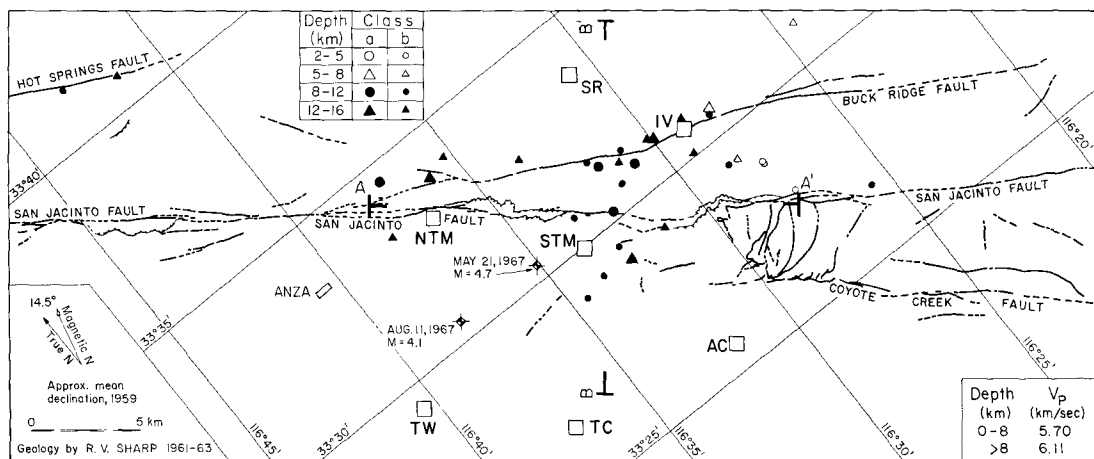 Depth Class
(km) a b
2-5
5-8
8-12
12-16
HOT SPRINGS FAULT
B
SR
BUCK RIDGE FAULT
IV
116°20'
33°40'
A
A'
SAN JACINTO FAULT
SAN JACINTO FAULT
SAN JACINTO FAULT
NTM
STM
MAY 21, 1967
M = 4.7
ANZA
COYOTE CREEK FAULT
14.5°
Magnetic N
True N
33°35'
AUG. 11, 1967
M = 4.1
AC
116°25'
Approx. mean
declination, 1959
B
Depth VP
(km) (km/sec)
0-8 5.70
>8 6.11
0 5 km
TW
TC
Geology by R. V. SHARP 1961-63
116°45'
33°30'
116°40'
33°25'
116°35'
116°30'